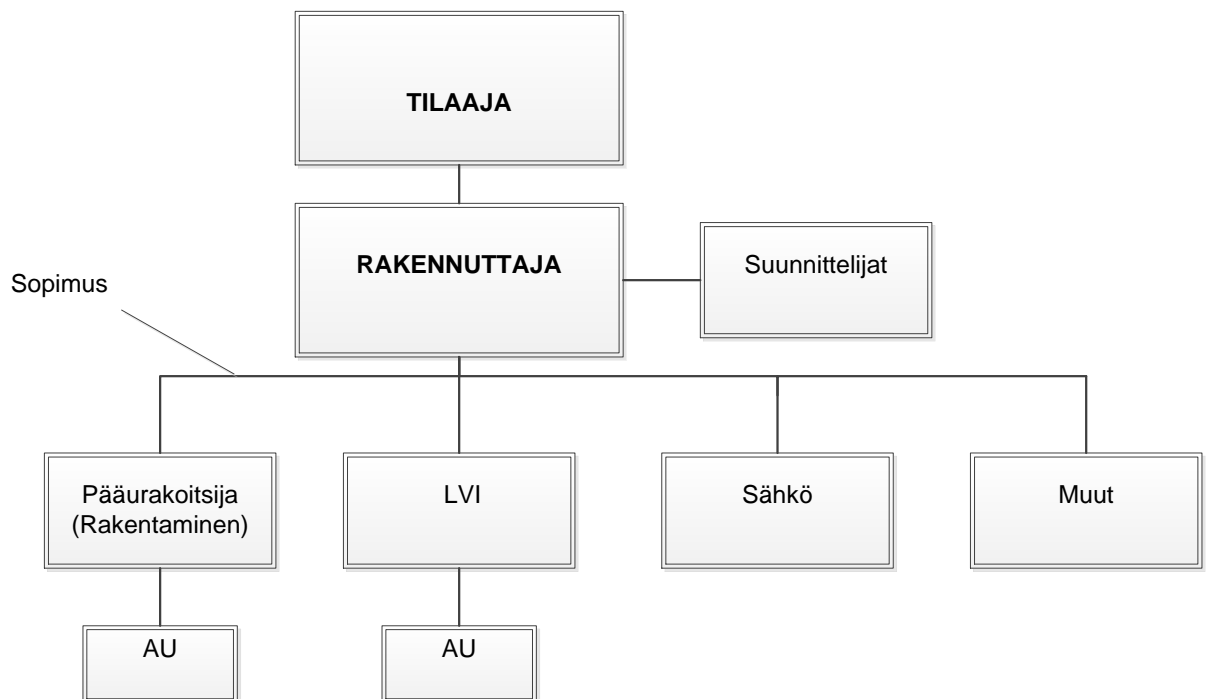 TILAAJA
RAKENNUTTAJA
Suunnittelijat
Sopimus
Pääurakoitsija
(Rakentaminen)
LVI
Sähkö
Muut
AU
AU